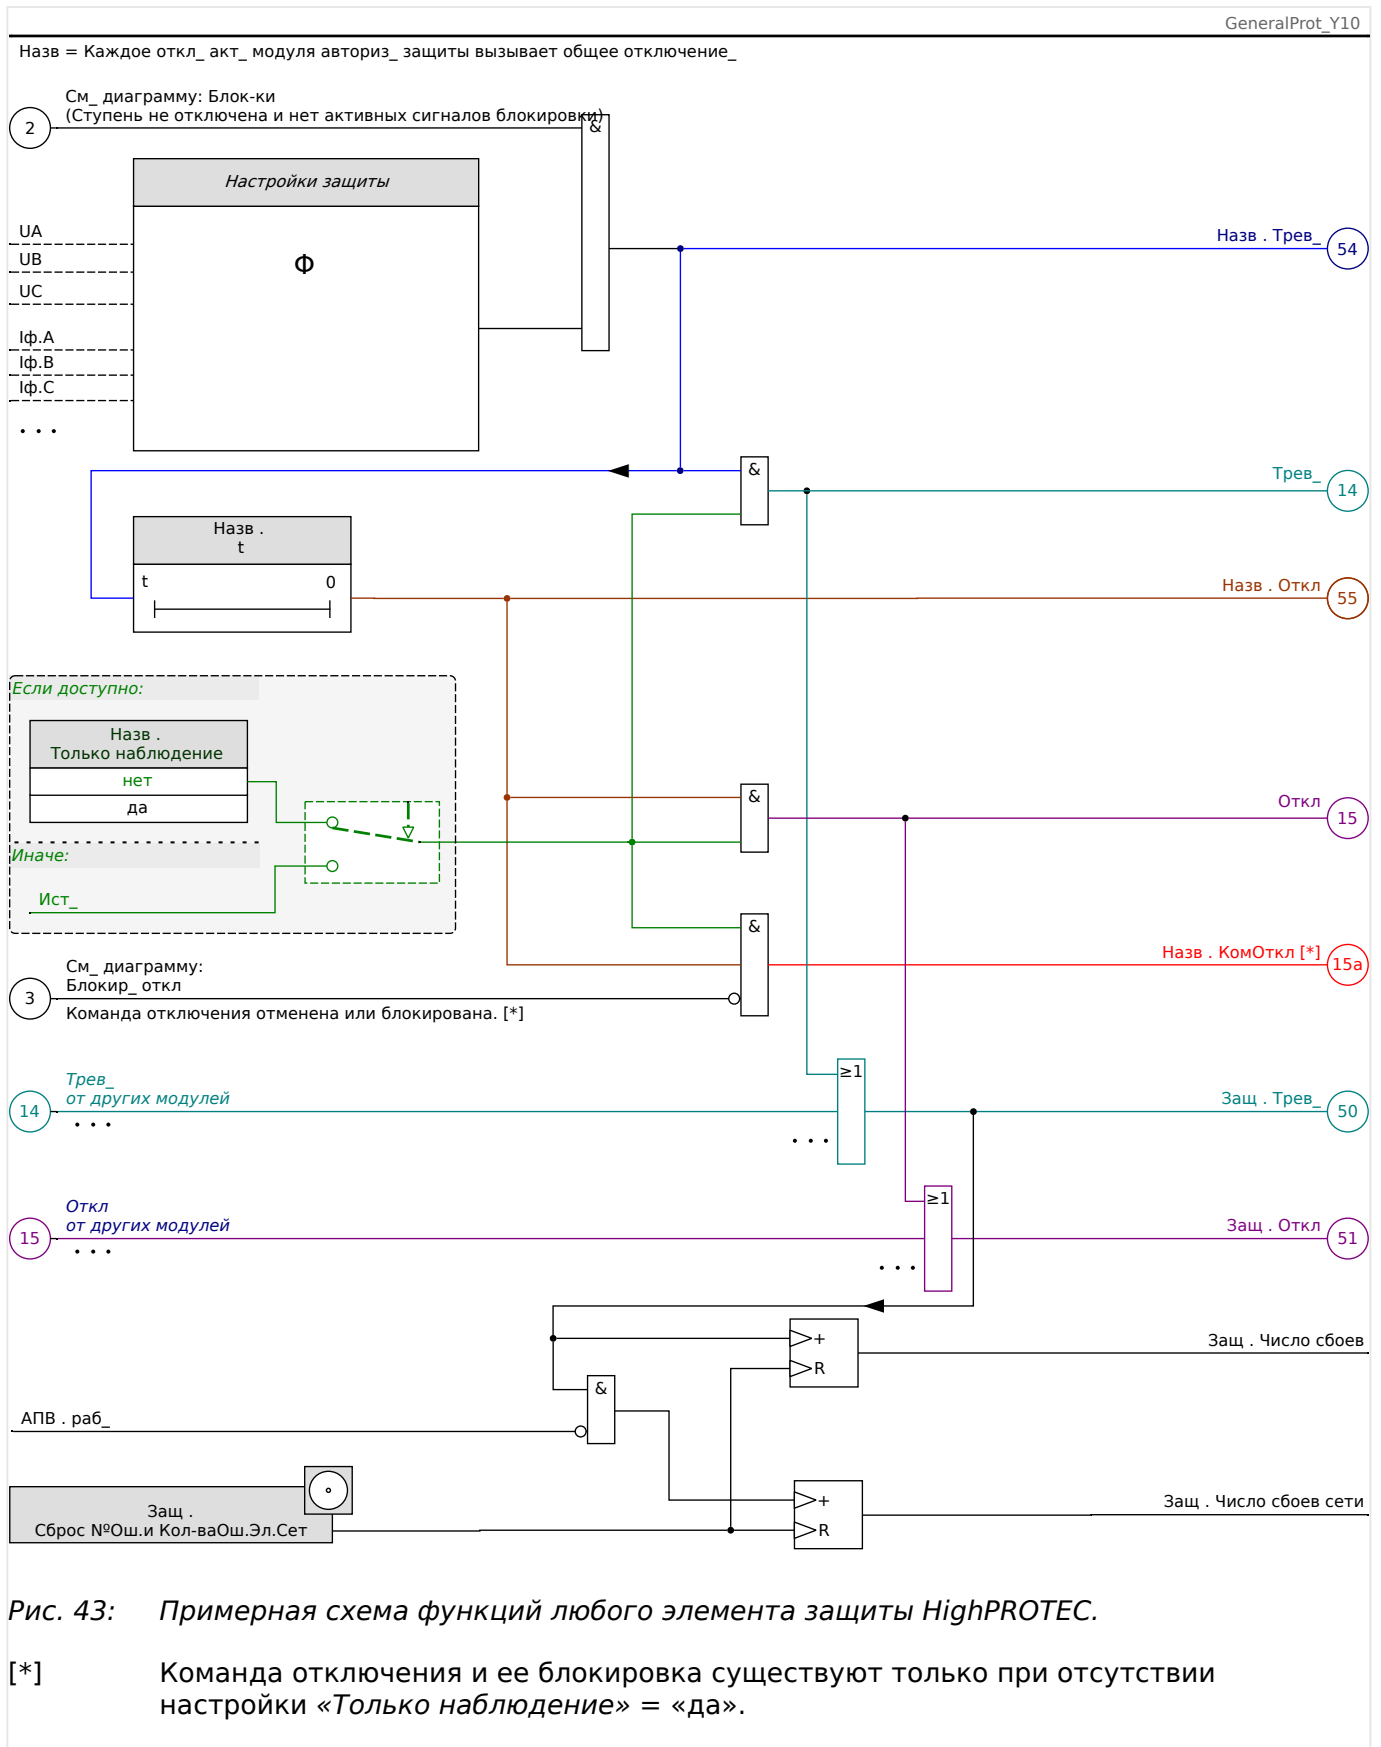 GeneralProt_Y10
Назв = Каждое откл_ акт_ модуля авториз_ защиты вызывает общее отключение_
См_ диаграмму: Блок-ки
(Ступень не отключена и нет активных сигналов блокировки)
2
&
Настройки защиты
Φ
UA
UB
UC
Iф.A
Iф.B
Iф.C
. . .
Назв . Трев_
54
&
Трев_
14
Назв .
t
t
0
Назв . Откл
55
Если доступно:
Назв .
Только наблюдение
нет
да
Иначе:
Ист_
&
Откл
15
&
Назв . КомОткл [*]
15a
См_ диаграмму:
Блокир_ откл
3
Команда отключения отменена или блокирована. [*]
≥1
Трев_
от других модулей
14
. . .
. . .
Защ . Трев_
50
≥1
Откл
от других модулей
15
. . .
. . .
Защ . Откл
51
+
R
Защ . Число сбоев
&
АПВ . раб_
Защ .
Сброс №Ош.и Кол-ваОш.Эл.Сет
+
R
Защ . Число сбоев сети
Рис. 43: Примерная схема функций любого элемента защиты HighPROTEC.
[*] Команда отключения и ее блокировка существуют только при отсутствии
настройки «Только наблюдение» = «да».